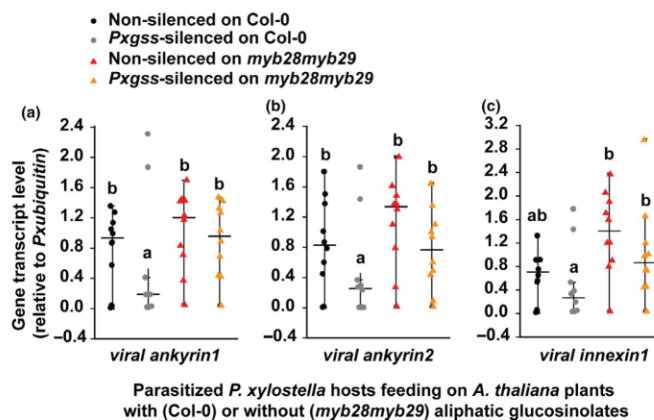 Non-silenced on Col-0
Pxgss-silenced on Col-0
Non-silenced on myb28myb29
Pxgss-silenced on myb28myb29
(a)
(b)
(c)
Gene transcript level
(relative to Pxubiquitin)
2.4
2.0
1.6
1.2
0.8
0.4
0.0
−0.4
b
a
b
b
viral ankyrin1
2.4
2.0
1.6
1.2
0.8
0.4
0.0
−0.4
b
a
b
b
viral ankyrin2
3.2
2.8
2.4
2.0
1.6
1.2
0.8
0.4
0.0
−0.4
ab
a
b
b
viral innexin1
Parasitized P. xylostella hosts feeding on A. thaliana plants
with (Col-0) or without (myb28myb29) aliphatic glucosinolates